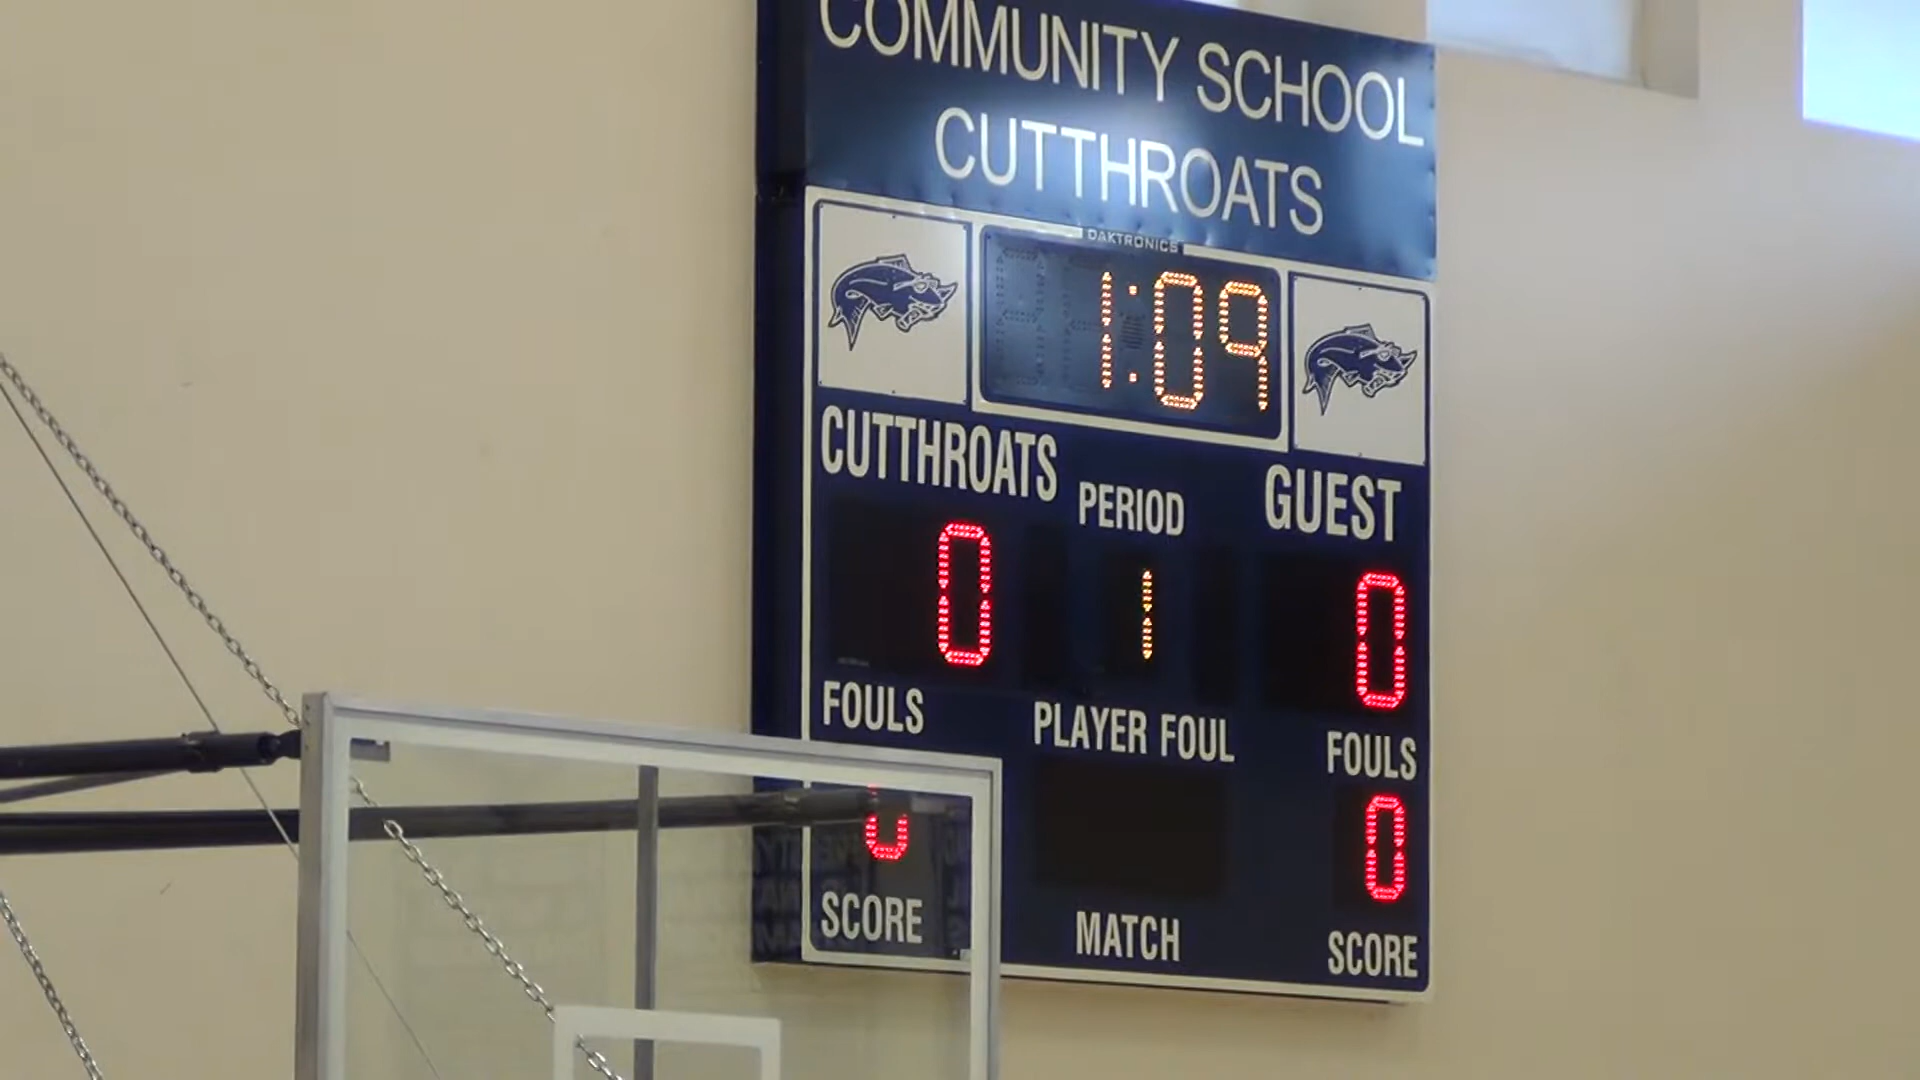 COMMUNITY SCHOOL
CUTTHROATS
DAKTRONICS
1:09
CUTTHROATS
PERIOD
GUEST
0
1
0
FOULS
PLAYER FOUL
FOULS
0
0
SCORE
MATCH
SCORE